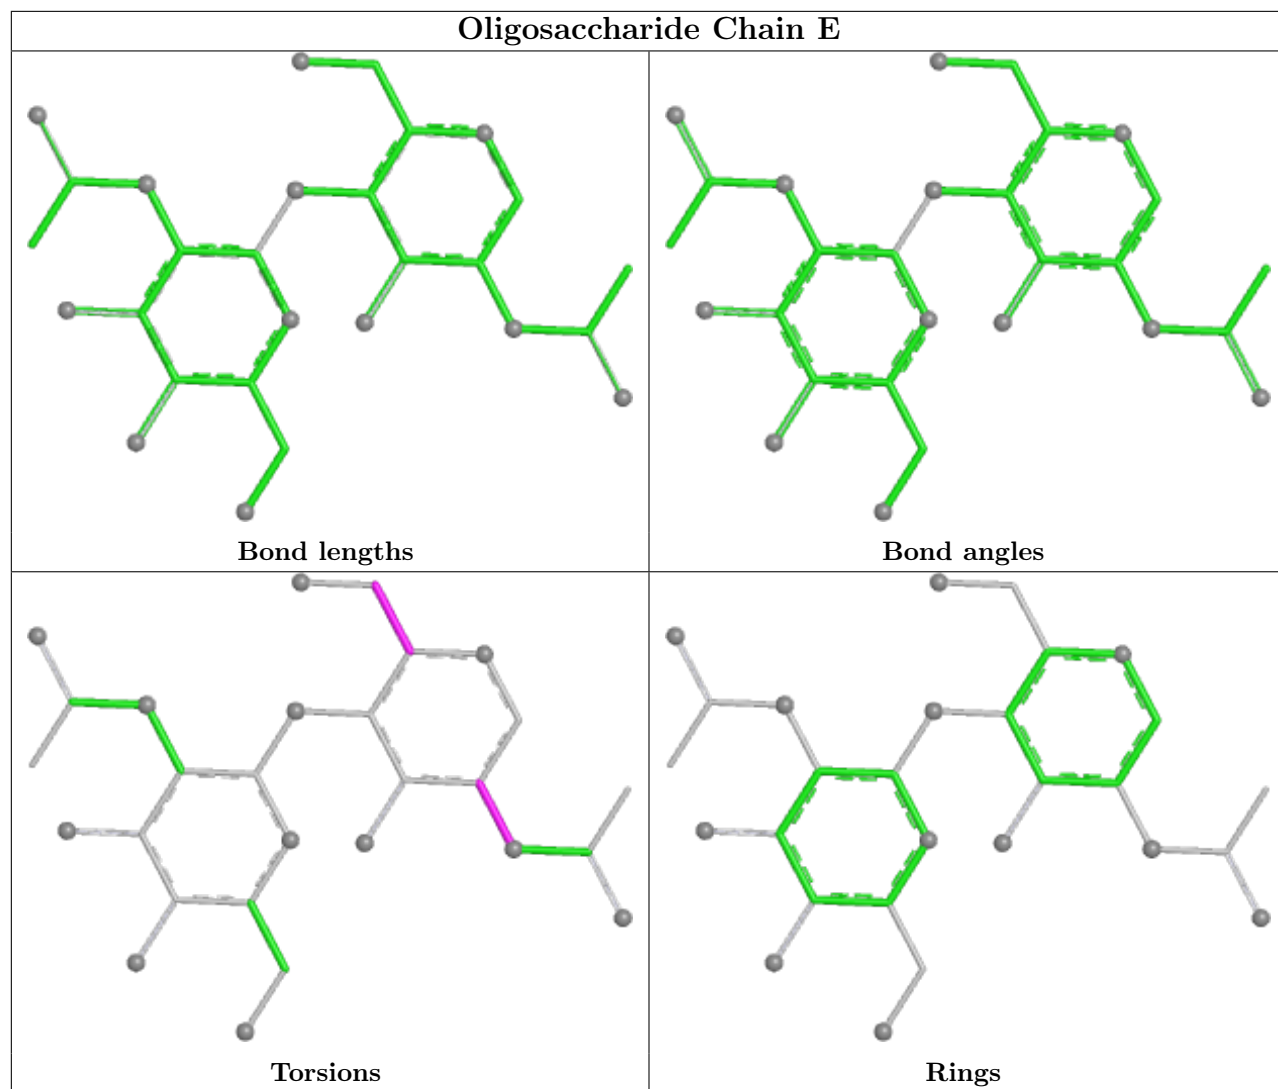 Oligosaccharide Chain E
Bond lengths
Bond angles
Torsions
Rings